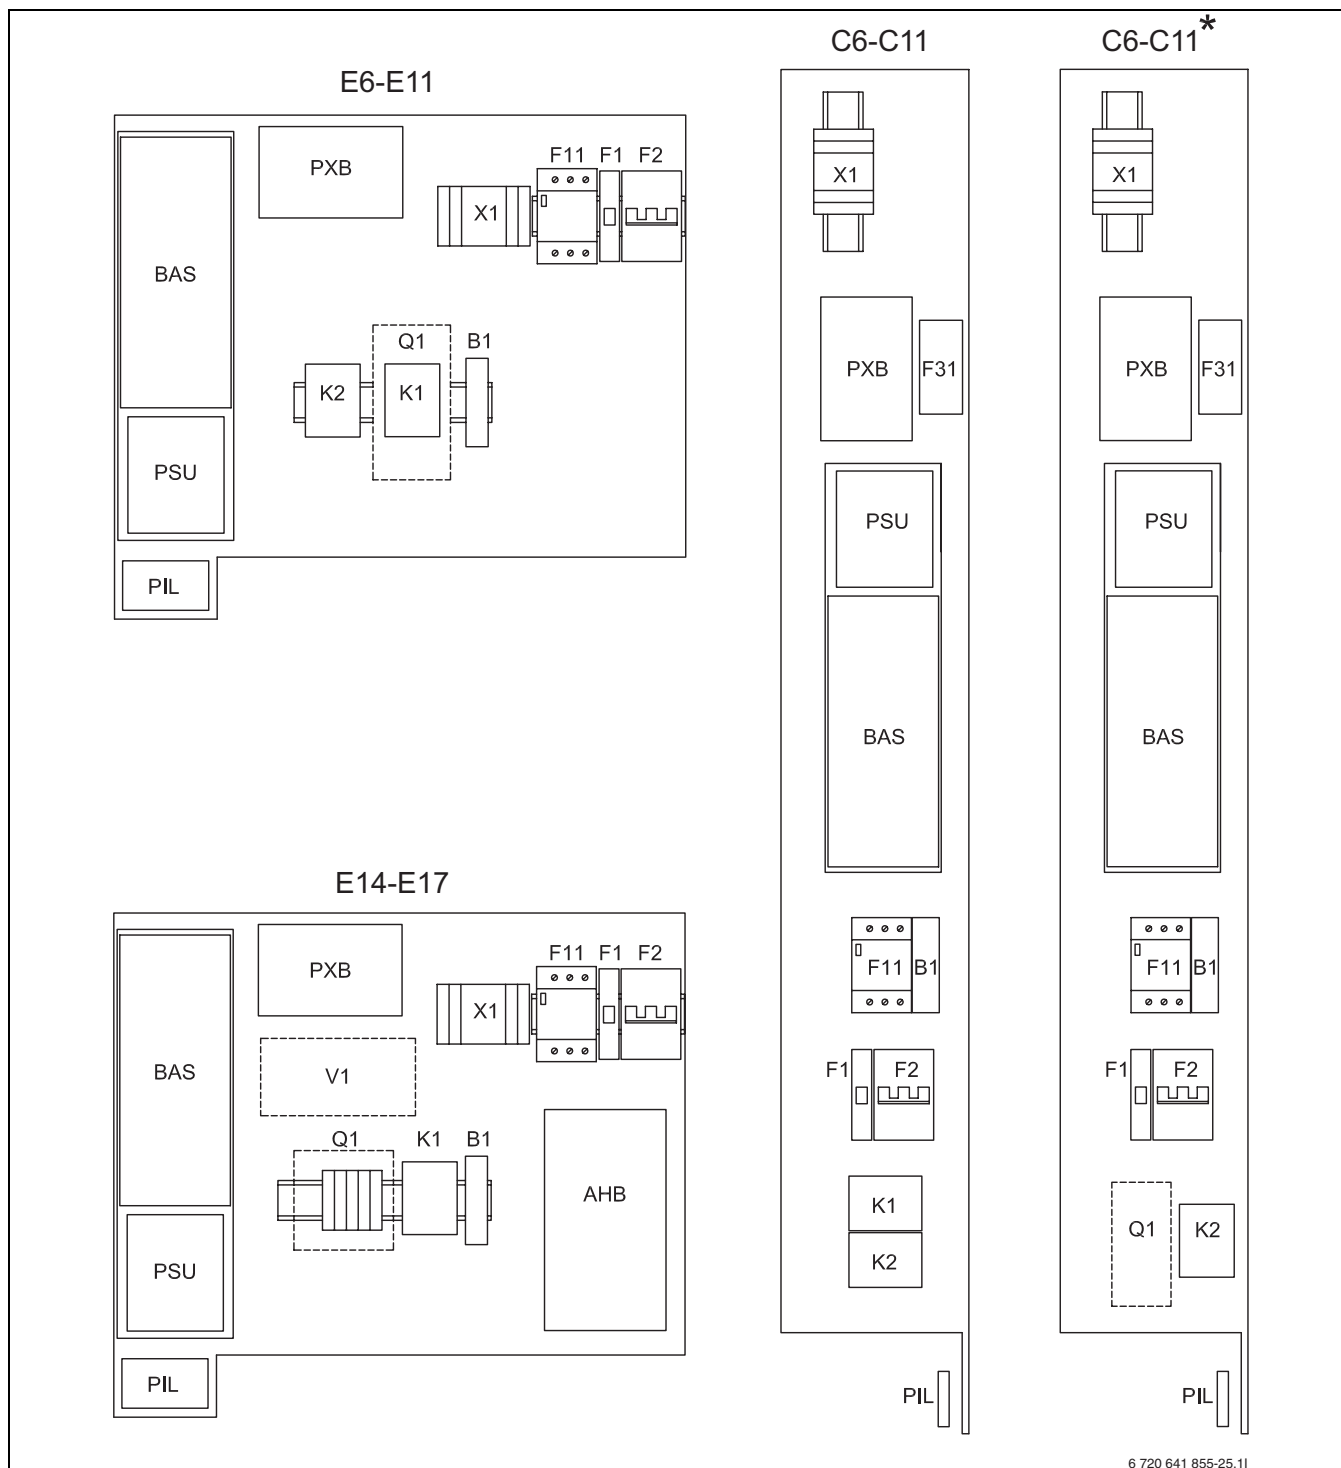 E6-E11
PXB
F11 F1 F2
X1
BAS
Q1 B1
K2 K1
PSU
PIL
E14-E17
PXB
F11 F1 F2
X1
BAS
V1
Q1 K1 B1
AHB
PSU
PIL
C6-C11
X1
PXB F31
PSU
BAS
F11 B1
F1 F2
K1
K2
PIL
C6-C11*
X1
PXB F31
PSU
BAS
F11 B1
F1 F2
Q1 K2
PIL
6 720 641 855-25.1I